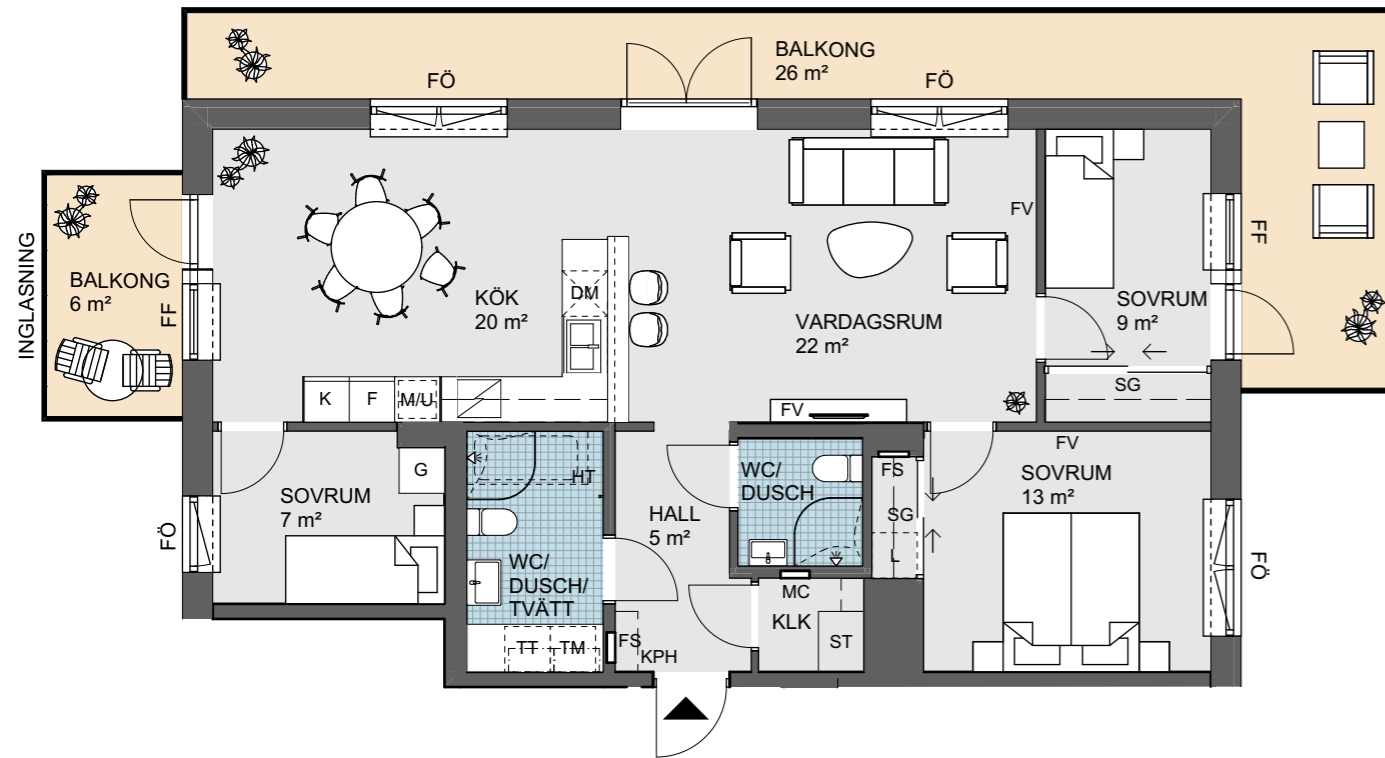 BALKONG
26 m²
FÖ
FÖ
INGLASNING
BALKONG
6 m²
FF
KÖK
20 m²
DM
K
F
M/U
VARDAGSRUM
22 m²
FV
FV
SOVRUM
9 m²
SG
FF
SOVRUM
7 m²
G
FÖ
HT
WC/
DUSCH/
TVÄTT
TT
TM
HALL
5 m²
FS
KPH
WC/
DUSCH
MC
KLK
ST
FS
SG
L
FV
SOVRUM
13 m²
FÖ